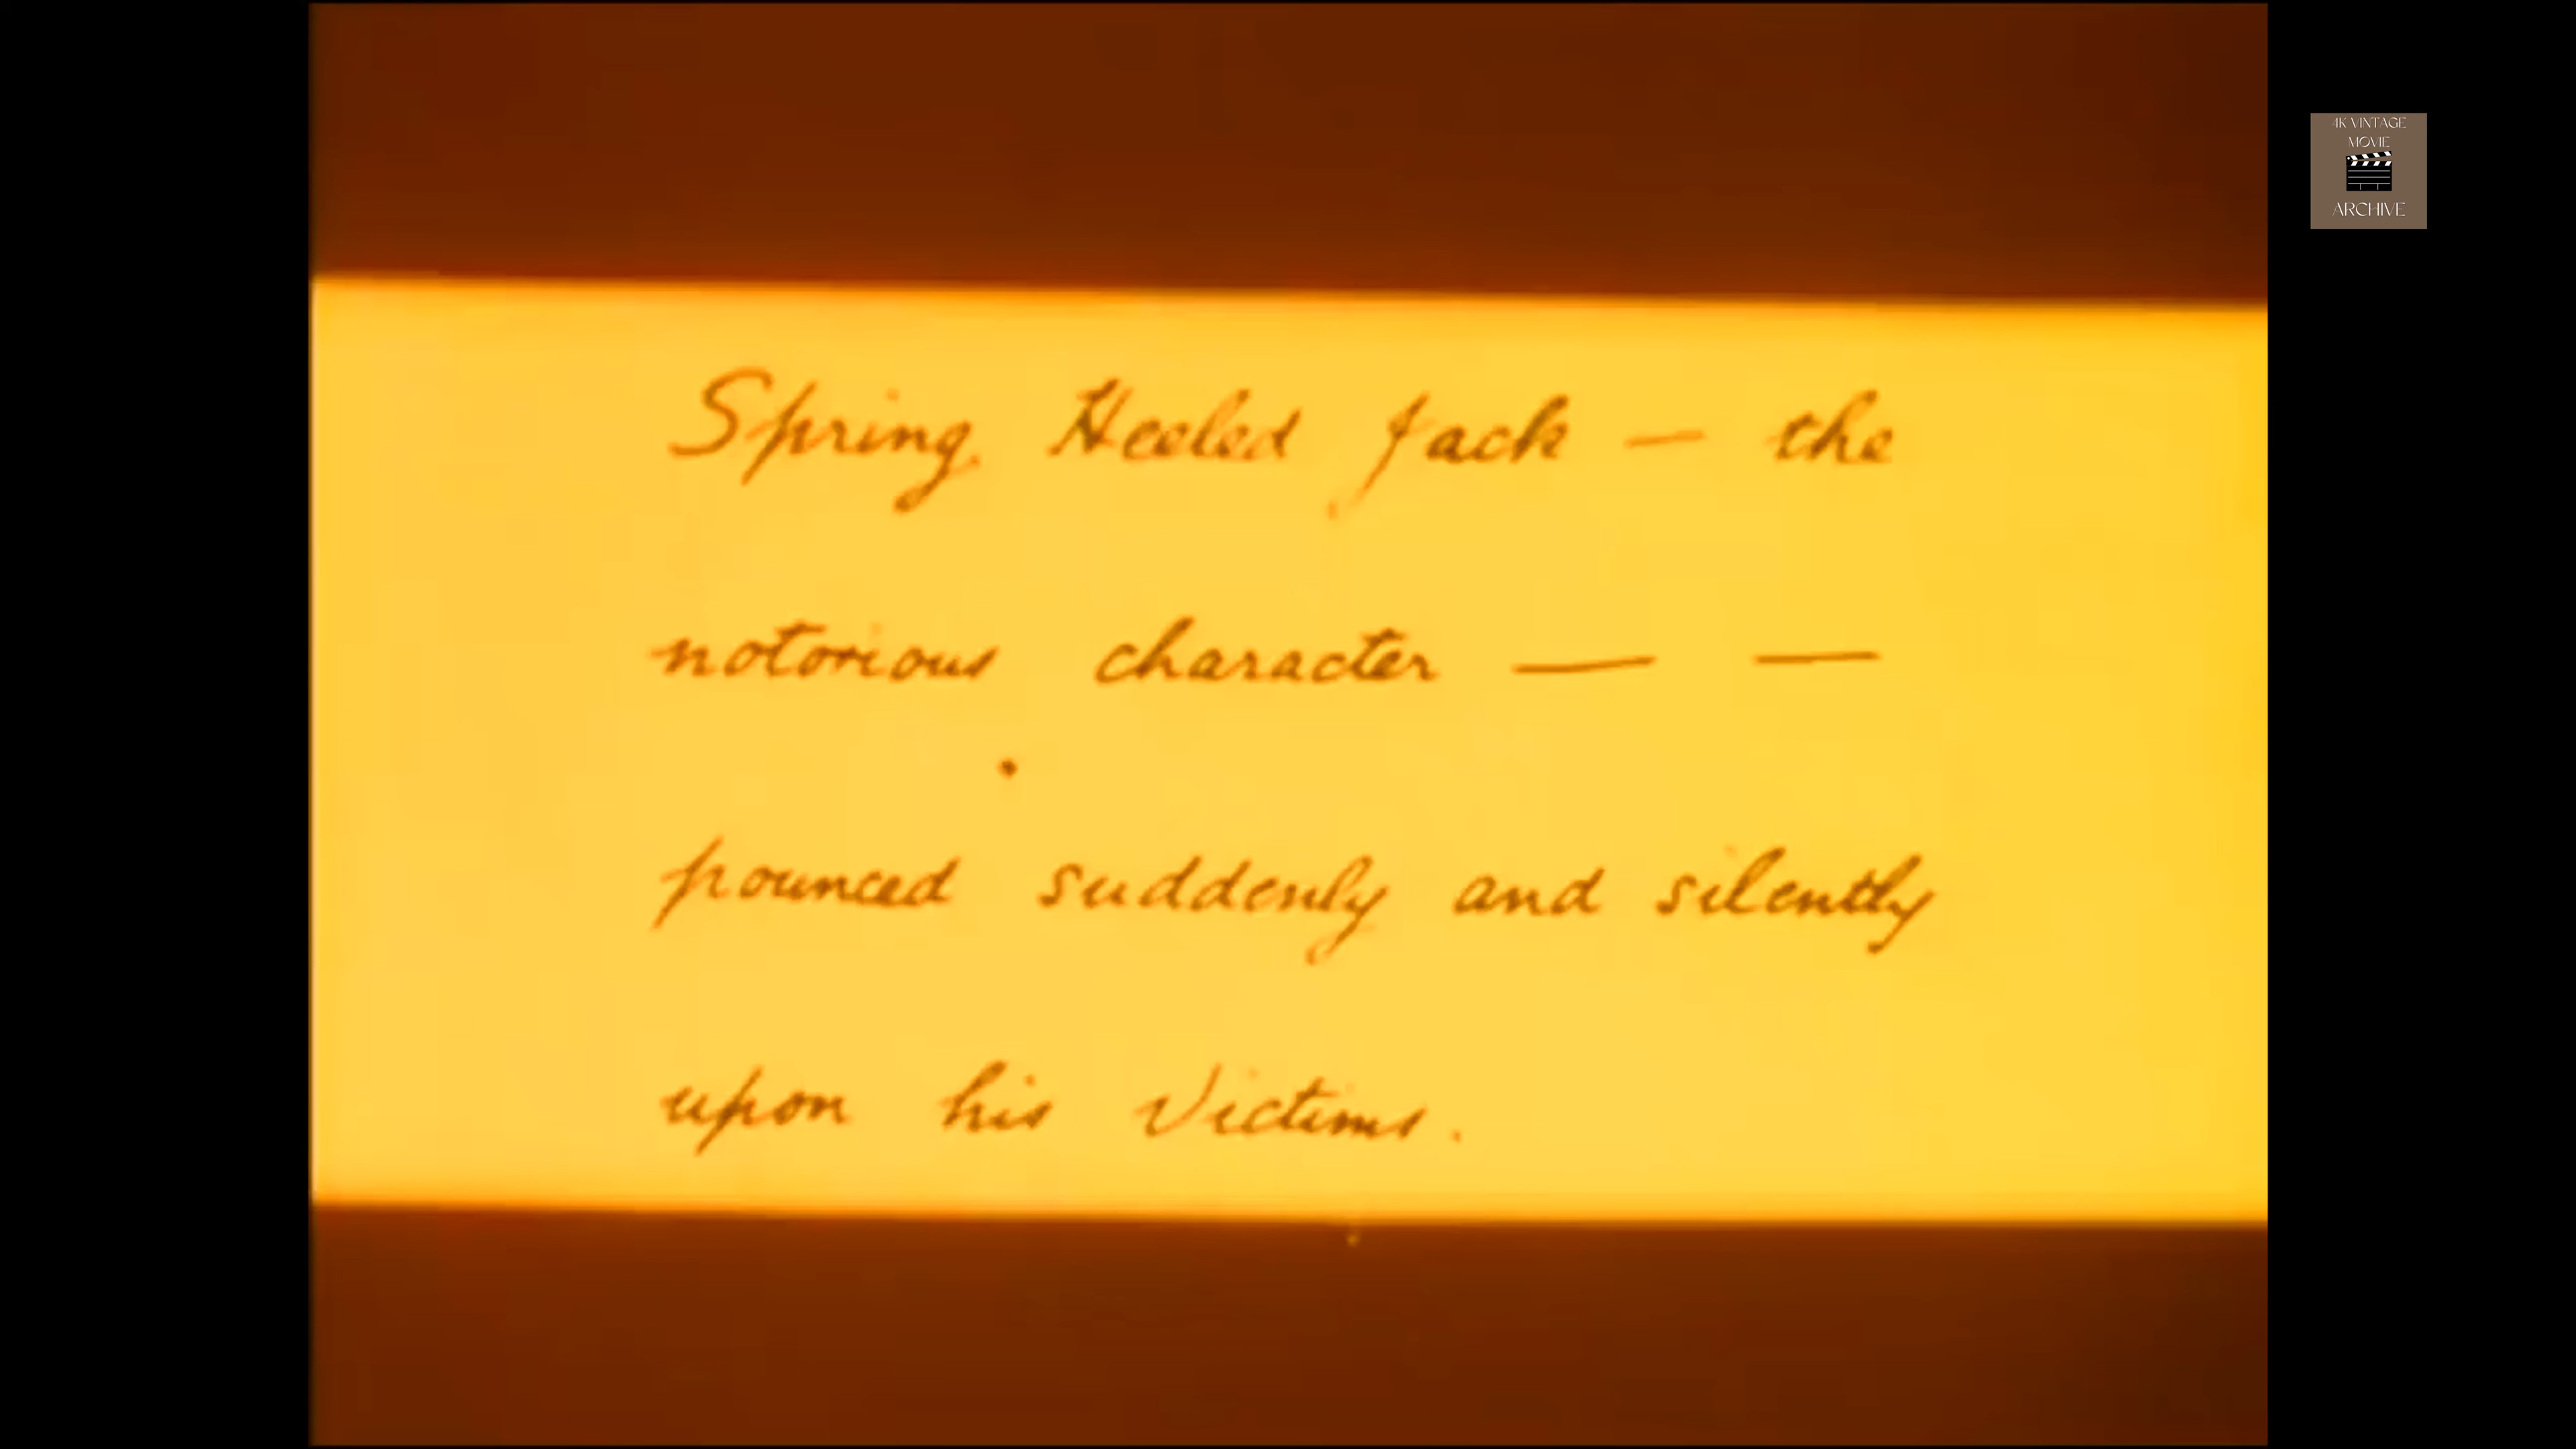 Spring Heeled Jack — the
notorious character — —
pounced suddenly and silently
upon his Victims.
4K VINTAGE
MOVIE
ARCHIVE